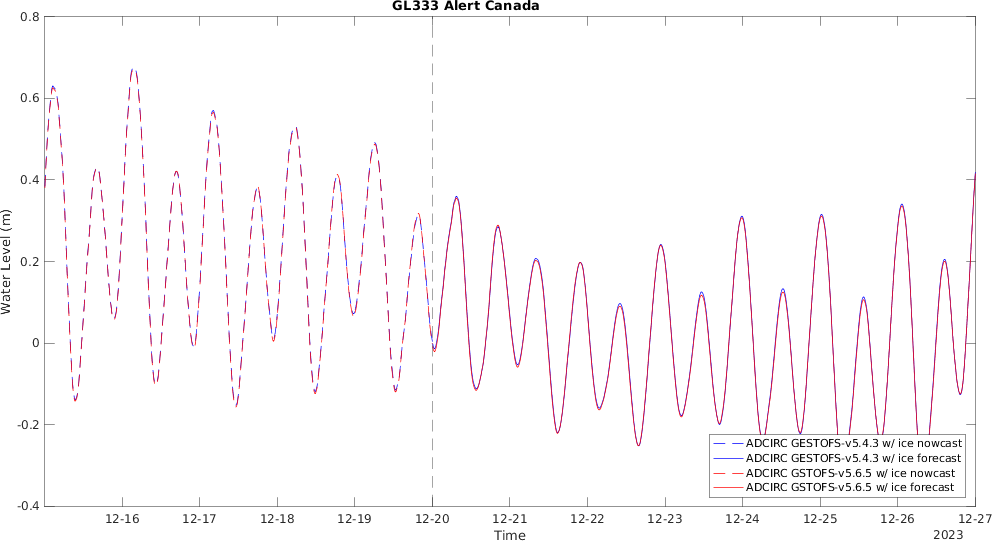 GL333 Alert Canada
0.8
0.6
0.4
0.2
0
-0.2
-0.4
Water Level (m)
ADCIRC GESTOFS-v5.4.3 w/ ice nowcast
ADCIRC GESTOFS-v5.4.3 w/ ice forecast
ADCIRC GSTOFS-v5.6.5 w/ ice nowcast
ADCIRC GSTOFS-v5.6.5 w/ ice forecast
12-16 12-17 12-18 12-19 12-20 12-21 12-22 12-23 12-24 12-25 12-26 12-27
Time
2023